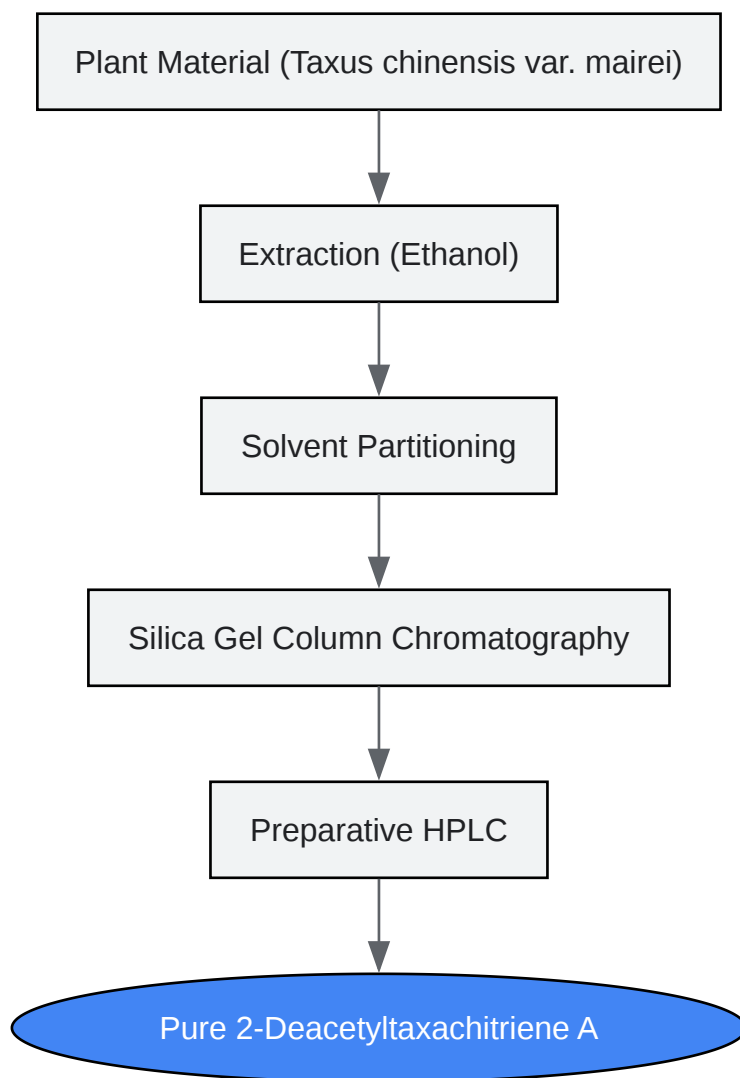 Plant Material (Taxus chinensis var. mairei)
Extraction (Ethanol)
Solvent Partitioning
Silica Gel Column Chromatography
Preparative HPLC
Pure 2-Deacetyltaxachitriene A